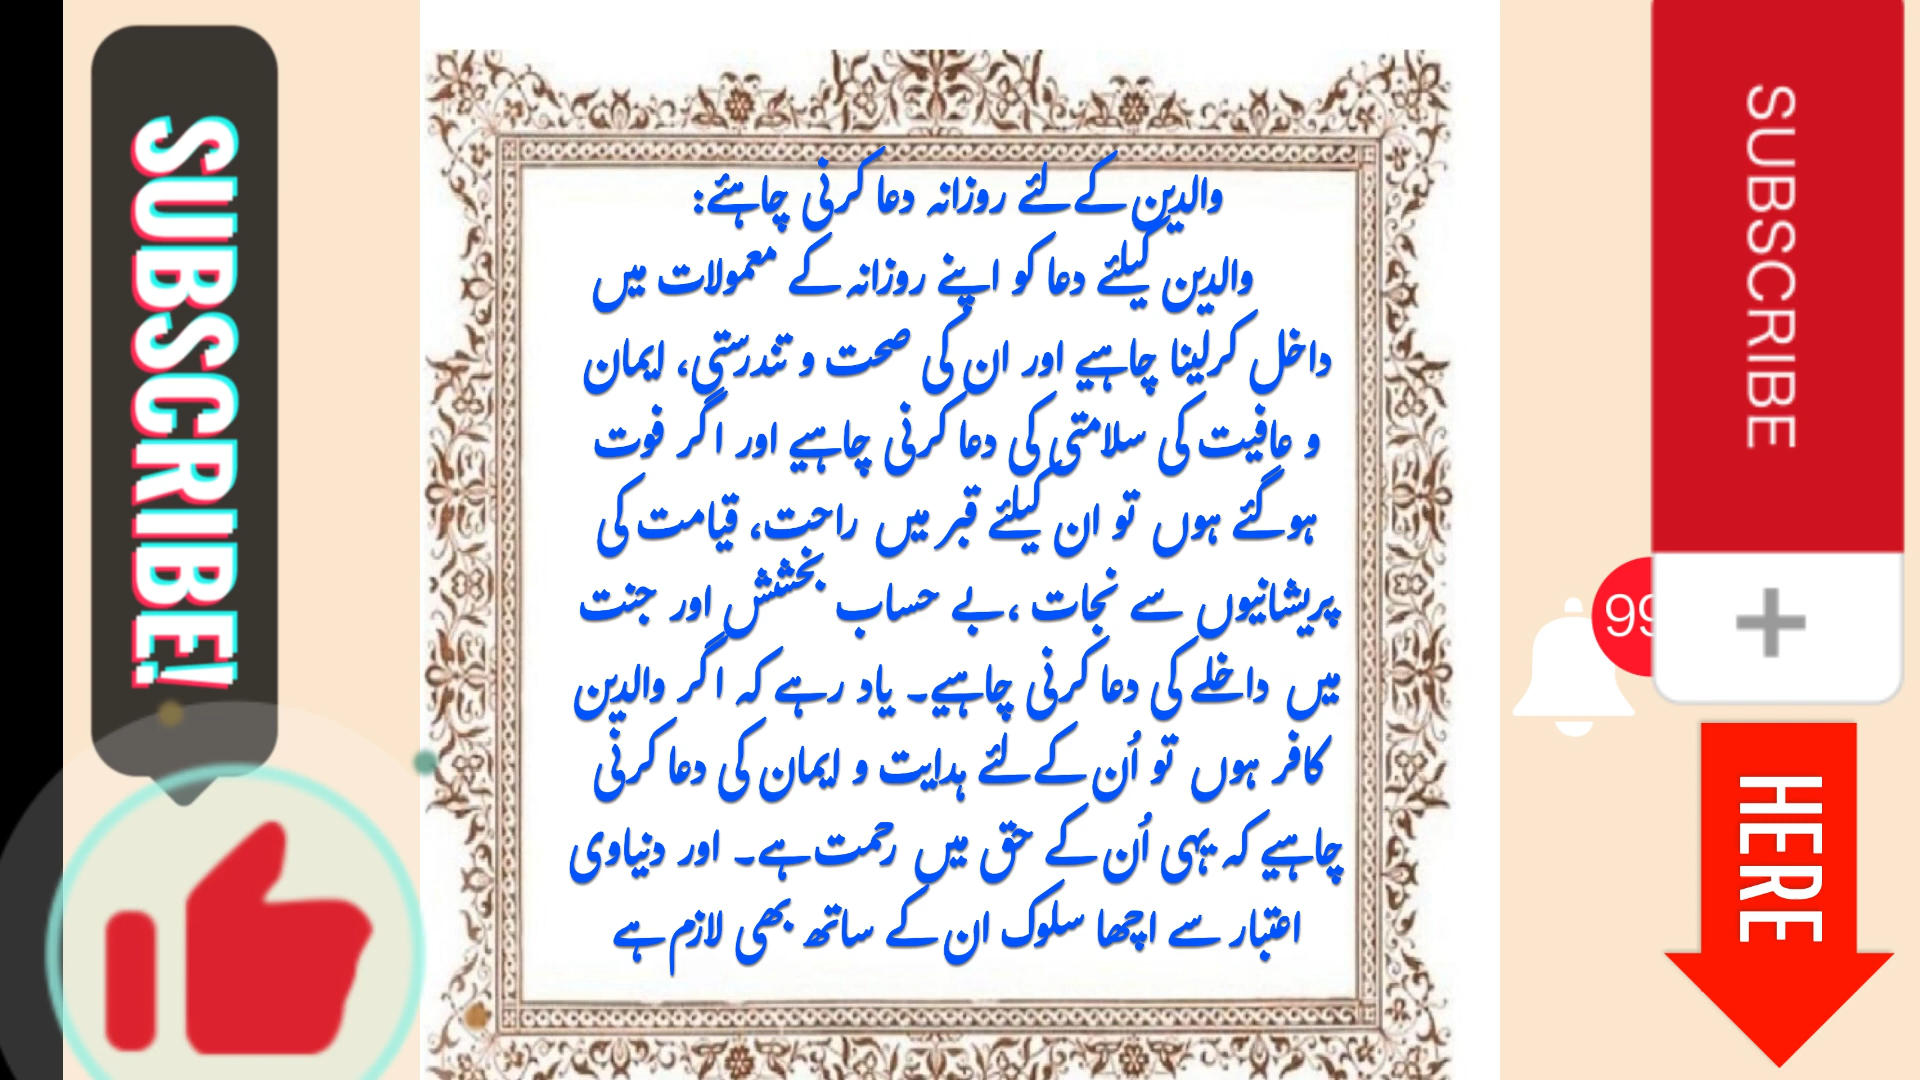 SUBSCRIBE!
والدین کے لئے روزانہ دعا کرنی چاہئے:
والدین کیلئے دعا کو اپنے روزانہ کے معمولات میں
داخل کرلینا چاہیے اور ان کی صحت و تندرستی، ایمان
و عافیت کی سلامتی کی دعا کرنی چاہیے اور اگر فوت
ہوگئے ہوں تو ان کیلئے قبر میں راحت، قیامت کی
پریشانیوں سے نجات ،بے حساب بخشش اور جنت
میں داخلے کی دعا کرنی چاہیے۔ یاد رہے کہ اگر والدین
کافر ہوں تو اُن کے لئے ہدایت و ایمان کی دعا کرنی
چاہیے کہ یہی اُن کے حق میں رحمت ہے۔ اور دنیاوی
اعتبار سے اچھا سلوک ان کے ساتھ بھی لازم ہے
SUBSCRIBE
99
+
HERE